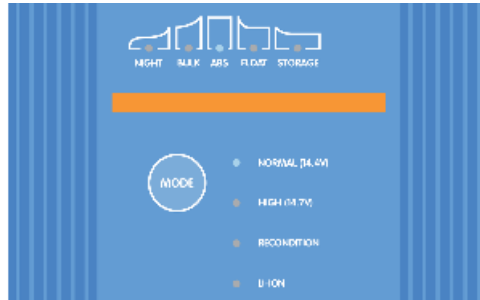 NIGHT BULK ABS FLOAT STORAGE
MODE
NORMAL (14.4V)
HIGH (14.7V)
RECONDITION
LI-ION